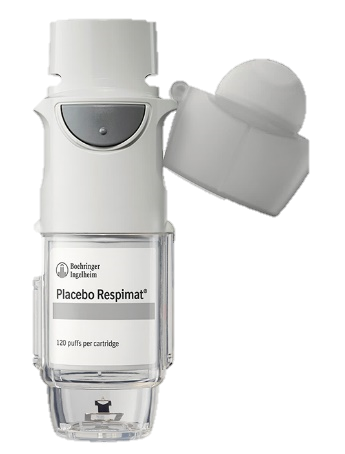 Boehringer
Ingelheim
Placebo Respimat®
120 puffs per cartridge